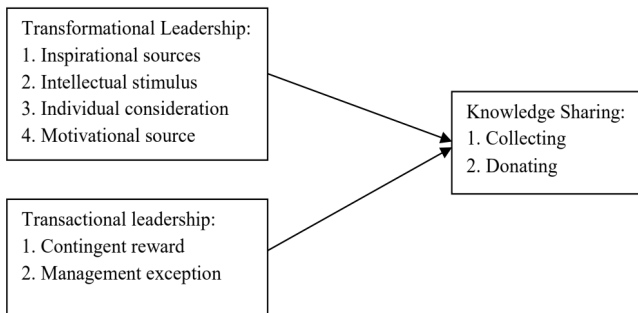 Transformational Leadership:
1. Inspirational sources
2. Intellectual stimulus
3. Individual consideration
4. Motivational source
Knowledge Sharing:
1. Collecting
2. Donating
Transactional leadership:
1. Contingent reward
2. Management exception